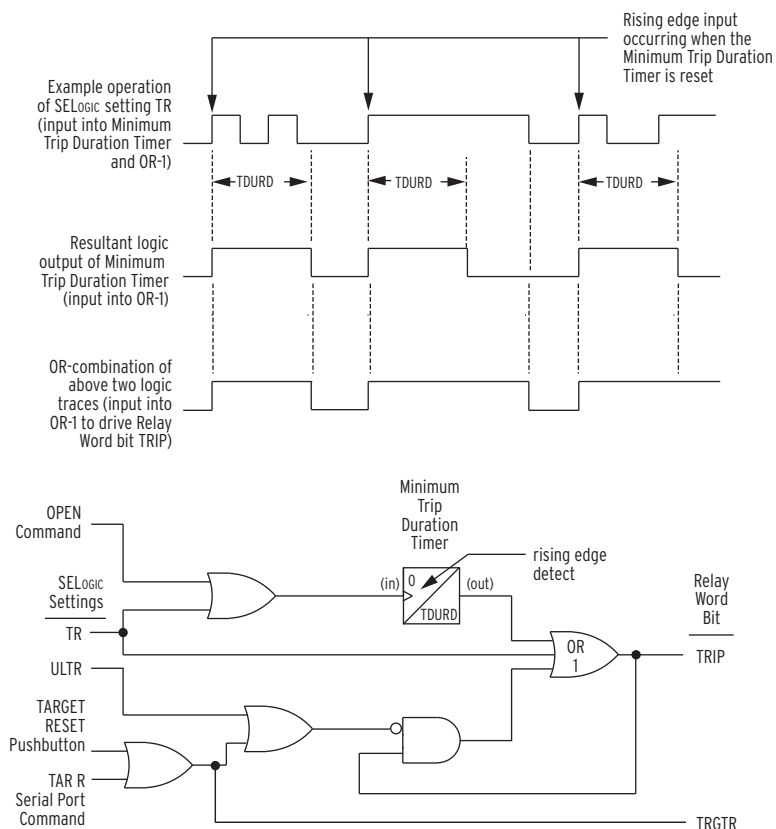 Rising edge input
occurring when the
Minimum Trip Duration
Timer is reset
Example operation
of SELOGIC setting TR
(input into Minimum
Trip Duration Timer
and OR-1)
TDURD
TDURD
TDURD
Resultant logic
output of Minimum
Trip Duration Timer
(input into OR-1)
OR-combination of
above two logic
traces (input into
OR-1 to drive Relay
Word bit TRIP)
Minimum
Trip
Duration
Timer
OPEN
Command
rising edge
detect
(in)
0
(out)
TDURD
SELOGIC
Settings
TR
Relay
Word
Bit
OR
1
TRIP
ULTR
TARGET
RESET
Pushbutton
TAR R
Serial Port
Command
TRGTR